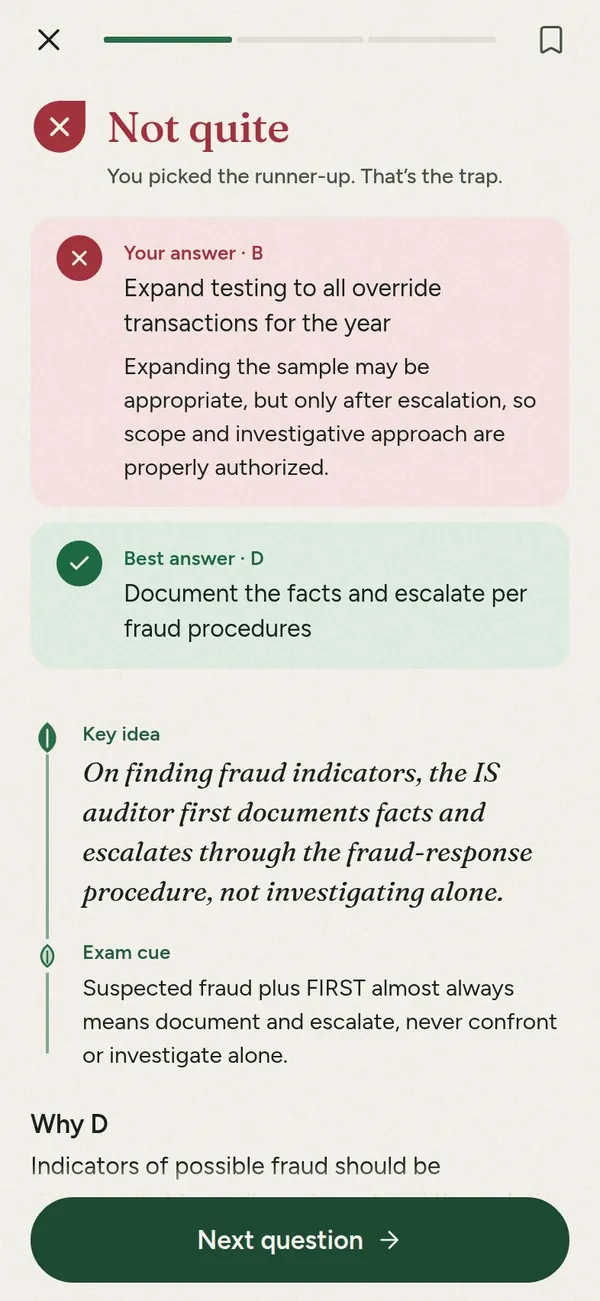 Not quite
You picked the runner-up. That’s the trap.
Your answer · B
Expand testing to all override
transactions for the year
Expanding the sample may be
appropriate, but only after escalation, so
scope and investigative approach are
properly authorized.
Best answer · D
Document the facts and escalate per
fraud procedures
Key idea
On finding fraud indicators, the IS
auditor first documents facts and
escalates through the fraud-response
procedure, not investigating alone.
Exam cue
Suspected fraud plus FIRST almost always
means document and escalate, never confront
or investigate alone.
Why D
Indicators of possible fraud should be
Next question →